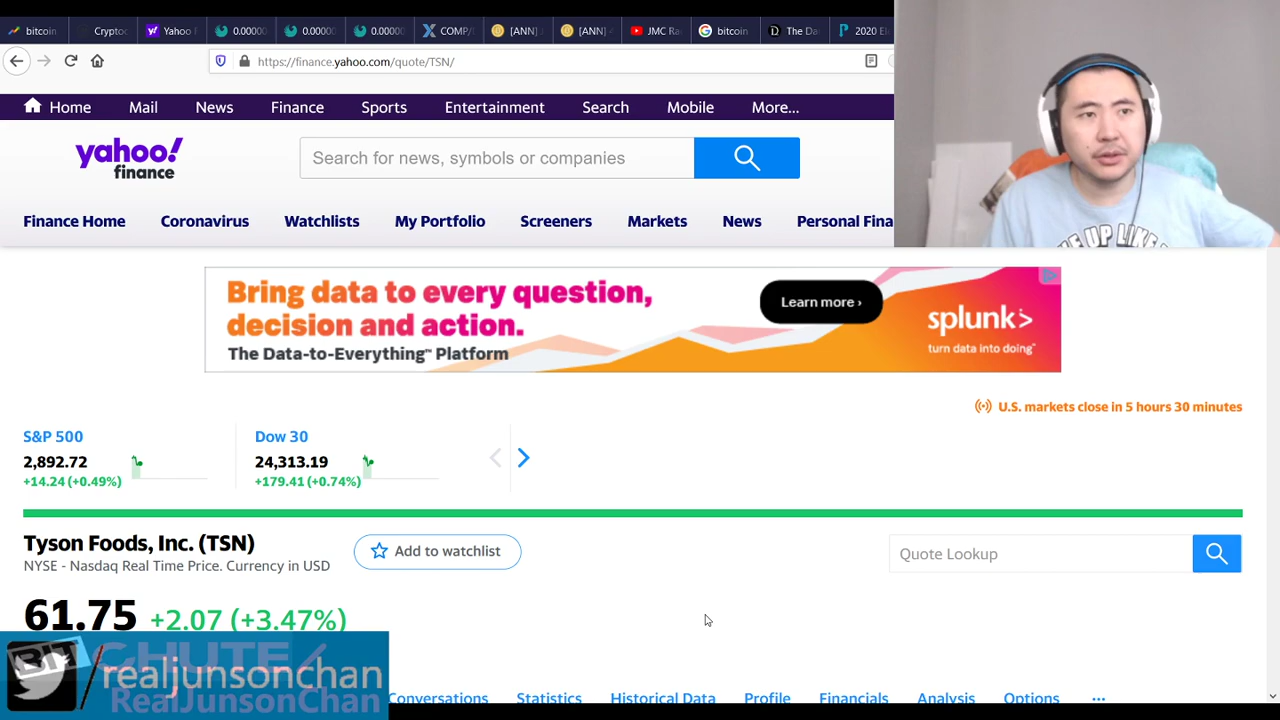 bitcoin
Cryptoc
Yahoo F
0.00000
0.00000
0.00000
COMP/
[ANN]
[ANN]
JMC Ra
bitcoin
The Da
2020 El
https://finance.yahoo.com/quote/TSN/
Home Mail News Finance Sports Entertainment Search Mobile More...
yahoo!
finance
Search for news, symbols or companies
Finance Home Coronavirus Watchlists My Portfolio Screeners Markets News Personal Fina
Bring data to every question,
decision and action.
The Data-to-Everything™ Platform
Learn more ›
splunk>
turn data into doing™
U.S. markets close in 5 hours 30 minutes
S&P 500
2,892.72
+14.24 (+0.49%)
Dow 30
24,313.19
+179.41 (+0.74%)
Tyson Foods, Inc. (TSN)
NYSE - Nasdaq Real Time Price. Currency in USD
Add to watchlist
Quote Lookup
61.75 +2.07 (+3.47%)
BITCHUTE/
/realjunsonchan
RealJunsonChan
Conversations Statistics Historical Data Profile Financials Analysis Options ...